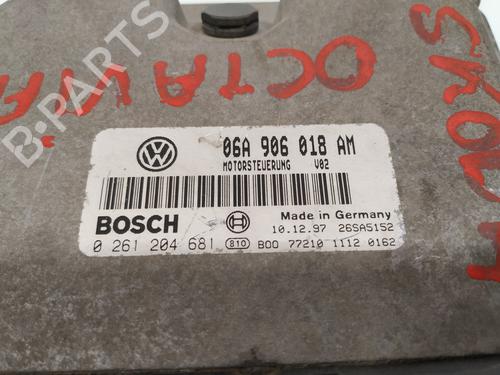 B-PARTS
SKODA
OCTAVIA
06A 906 018 AM
MOTORSTEUERUNG V02
BOSCH
Made in Germany
10.12.97 26SA5152
0 261 204 681 810 B00 77210 1112 0162